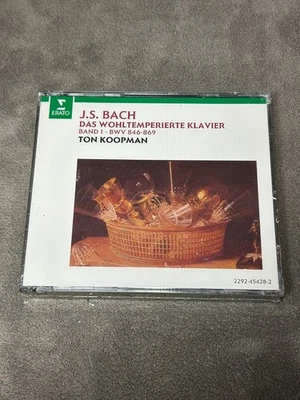 ERATO
J.S. BACH
DAS WOHLTEMPERIERTE KLAVIER
BAND I - BWV 846-869
TON KOOPMAN
2292-45428-2